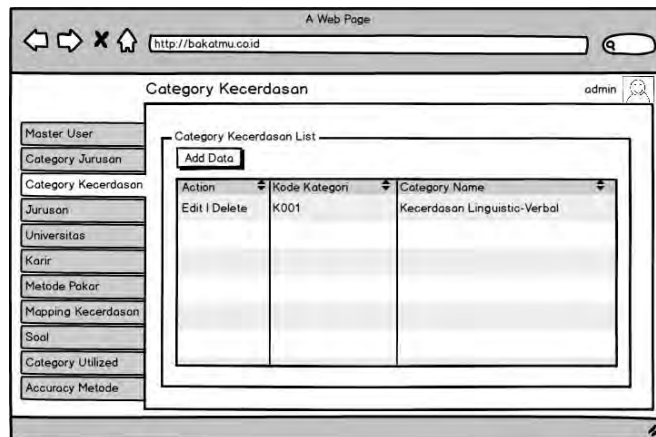 A Web Page
http://bakatmu.co.id
Category Kecerdasan
admin
Master User
Category Jurusan
Category Kecerdasan
Jurusan
Universitas
Karir
Metode Pakar
Mapping Kecerdasan
Soal
Category Utilized
Accuracy Metode
Category Kecerdasan List
Add Data
Action Kode Kategori Category Name
Edit | Delete K001 Kecerdasan Linguistic-Verbal